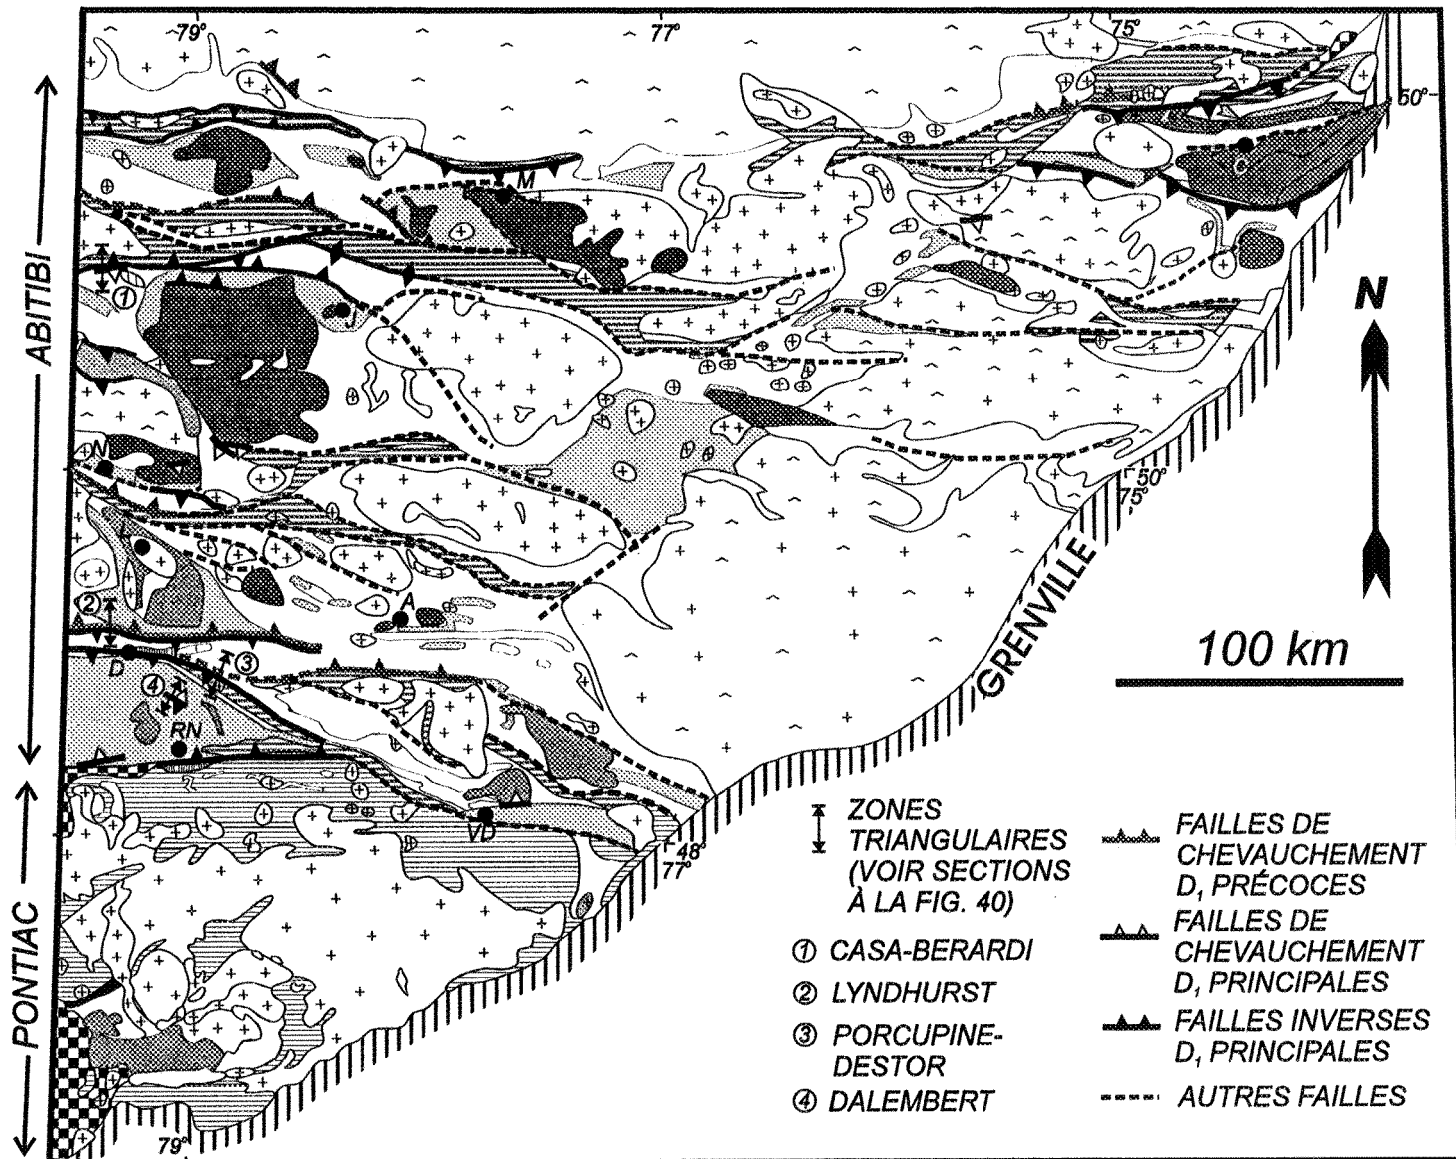 79°
77°
75°
50°
M
C
ABITIBI
1
J
N
N
50°
75°
L
GRENVILLE
2
A
100 km
D
3
4
RN
VD
48°
77°
PONTIAC
79°
ZONES
TRIANGULAIRES
(VOIR SECTIONS
À LA FIG. 40)
① CASA-BERARDI
② LYNDHURST
③ PORCUPINE-
DESTOR
④ DALEMBERT
FAILLES DE
CHEVAUCHEMENT
D₁ PRÉCOCES
FAILLES DE
CHEVAUCHEMENT
D₁ PRINCIPALES
FAILLES INVERSES
D₁ PRINCIPALES
AUTRES FAILLES